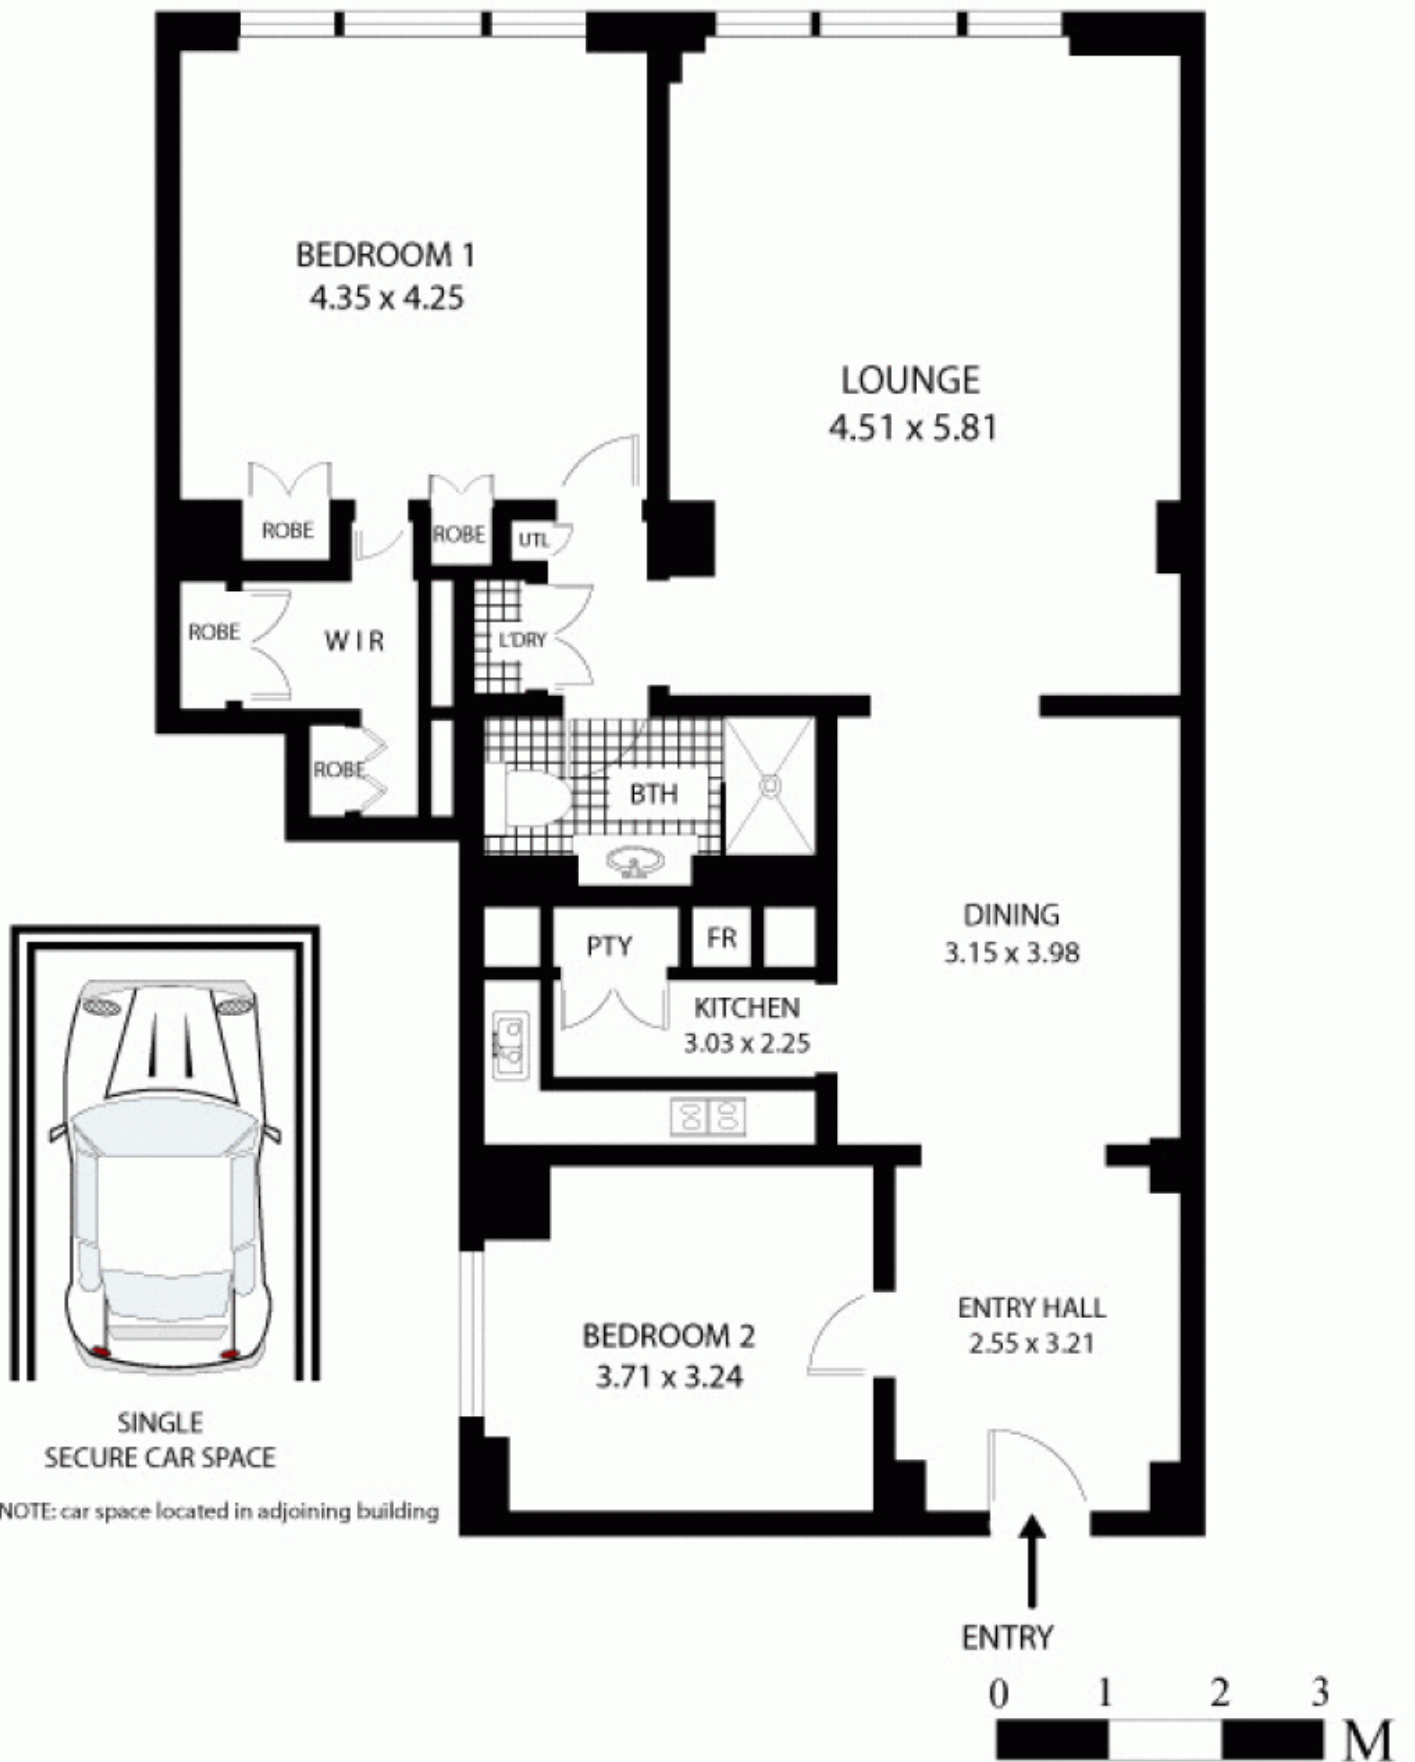 BEDROOM 1
4.35 x 4.25
LOUNGE
4.51 x 5.81
ROBE
ROBE
UTL
ROBE
W I R
L'DRY
ROBE
BTH
DINING
3.15 x 3.98
PTY
FR
KITCHEN
3.03 x 2.25
BEDROOM 2
3.71 x 3.24
ENTRY HALL
2.55 x 3.21
SINGLE
SECURE CAR SPACE
NOTE: car space located in adjoining building
ENTRY
0 1 2 3
M